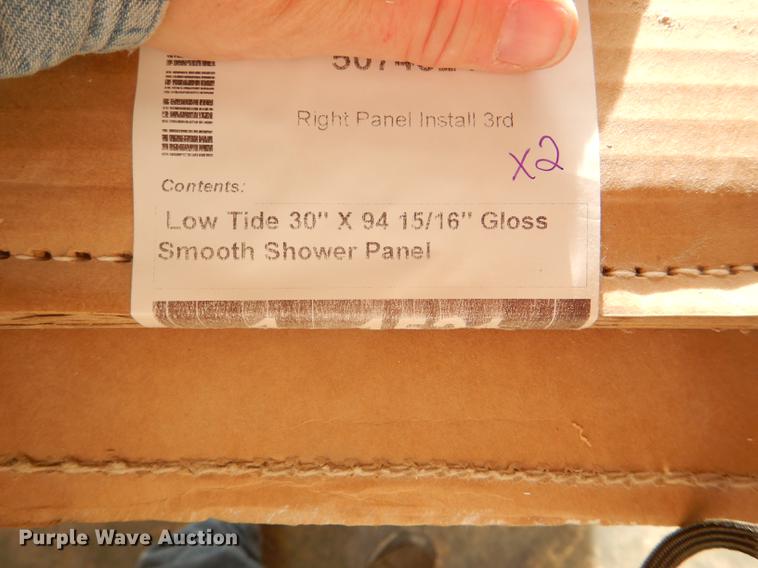 Right Panel Install 3rd
x2
Contents:
Low Tide 30" X 94 15/16" Gloss
Smooth Shower Panel
Purple Wave Auction